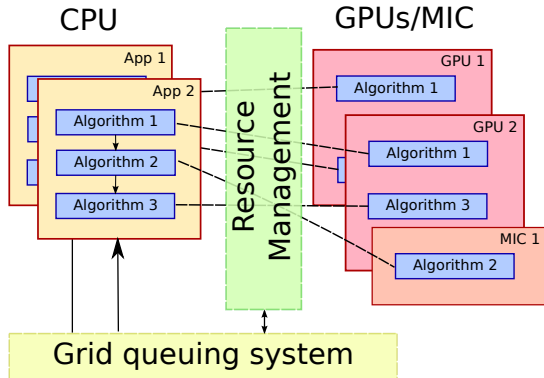 CPU
GPUs/MIC
App 1
App 2
Algorithm 1
Algorithm 2
Algorithm 3
Resource
Management
GPU 1
Algorithm 1
GPU 2
Algorithm 1
Algorithm 3
MIC 1
Algorithm 2
Grid queuing system